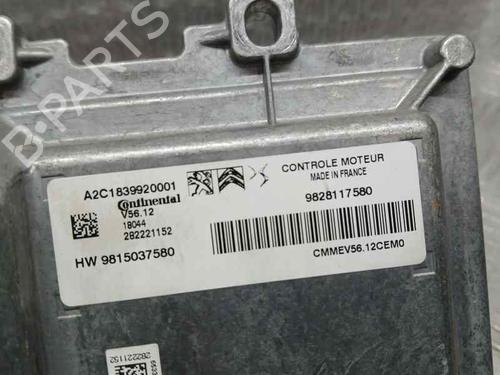 B-PARTS
A2C1839920001
Continental
V56.12
18044
282221152
HW 9815037580
CONTROLE MOTEUR
MADE IN FRANCE
9828117580
CMMEV56.12CEM0
282221152